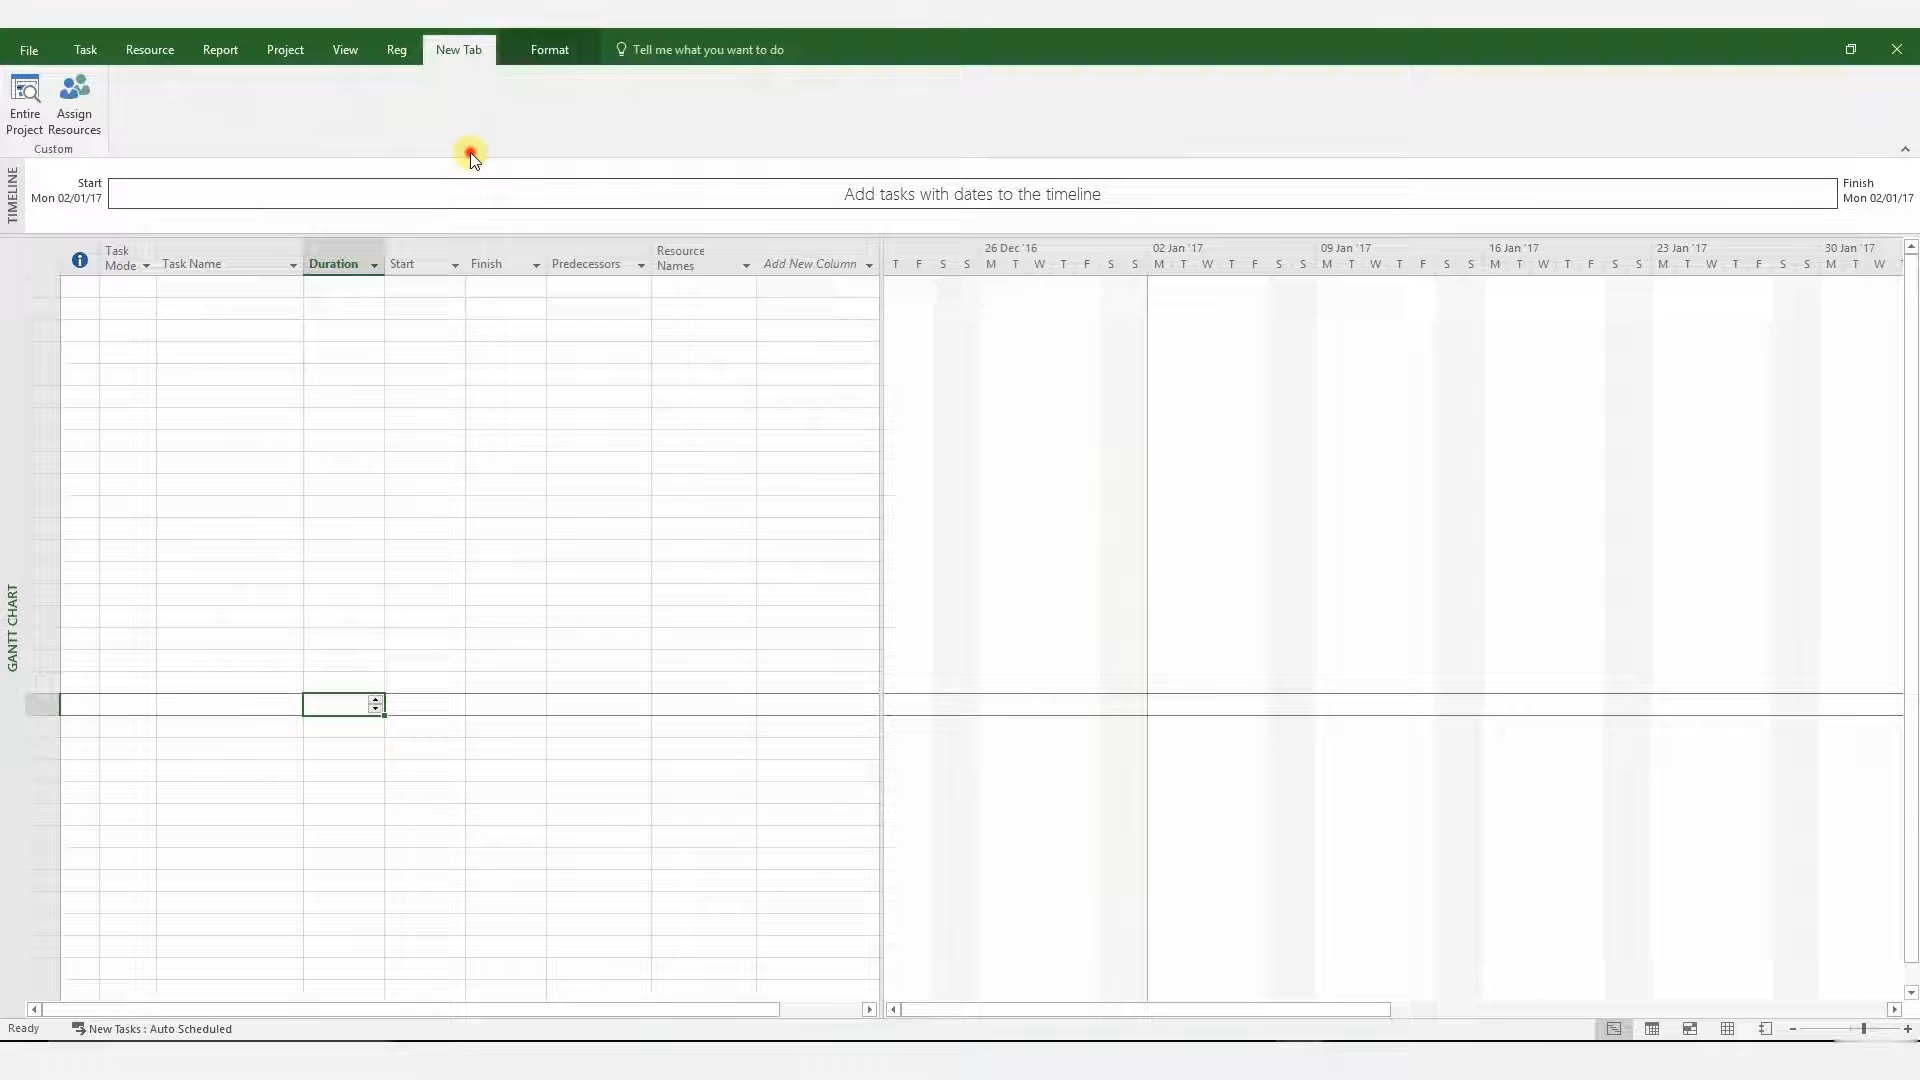 File Task Resource Report Project View Reg New Tab Format Tell me what you want to do
Entire Project
Assign Resources
Custom
TIMELINE
Start
Mon 02/01/17
Add tasks with dates to the timeline
Finish
Mon 02/01/17
Task Mode Task Name Duration Start Finish Predecessors Resource Names Add New Column
26 Dec '16 02 Jan '17 09 Jan '17 16 Jan '17 23 Jan '17 30 Jan '17
T F S S M T W T F S S M T W T F S S M T W T F S S M T W T F S S M T W T F S S M T W
GANTT CHART
Ready New Tasks : Auto Scheduled